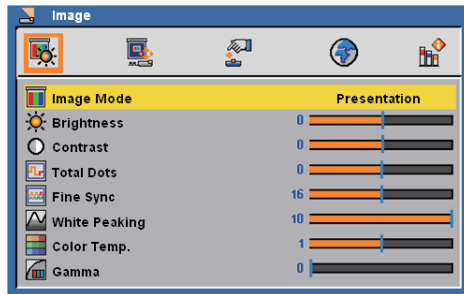 Image
Image Mode Presentation
Brightness 0
Contrast 0
Total Dots 0
Fine Sync 16
White Peaking 10
Color Temp. 1
Gamma 0